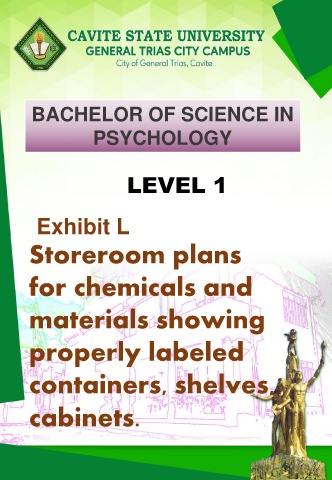 CAVITE STATE UNIVERSITY
GENERAL TRIAS CITY CAMPUS
City of General Trias, Cavite
BACHELOR OF SCIENCE IN
PSYCHOLOGY
LEVEL 1
Exhibit L
Storeroom plans
for chemicals and
materials showing
properly labeled
containers, shelves,
cabinets.